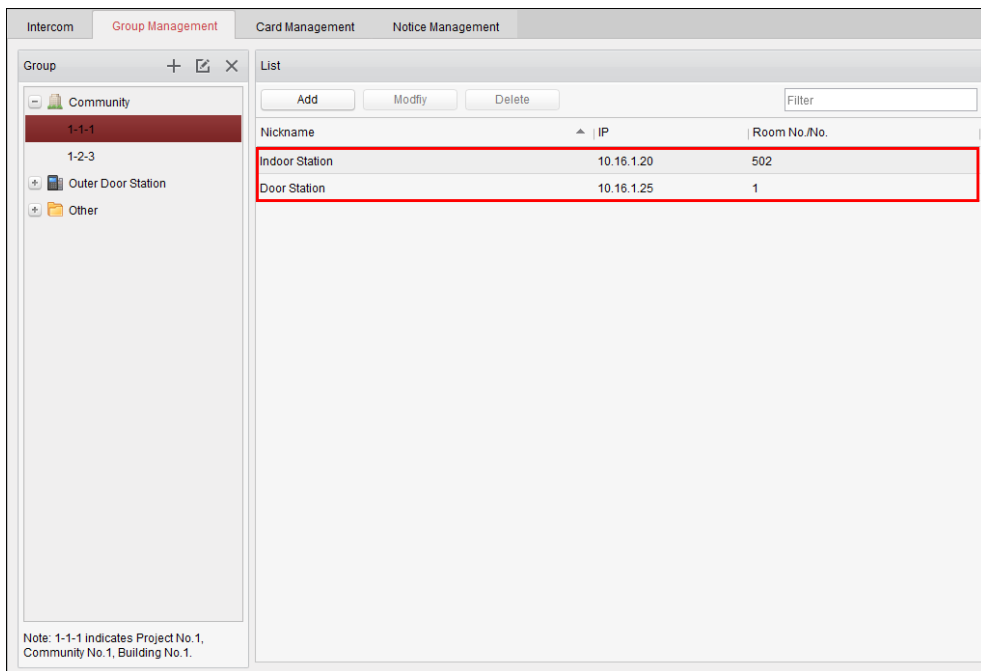 Intercom Group Management Card Management Notice Management
Group List
Community
1-1-1
1-2-3
Outer Door Station
Other
Add Modfiy Delete Filter
Nickname IP Room No./No.
Indoor Station 10.16.1.20 502
Door Station 10.16.1.25 1
Note: 1-1-1 indicates Project No.1,
Community No.1, Building No.1.